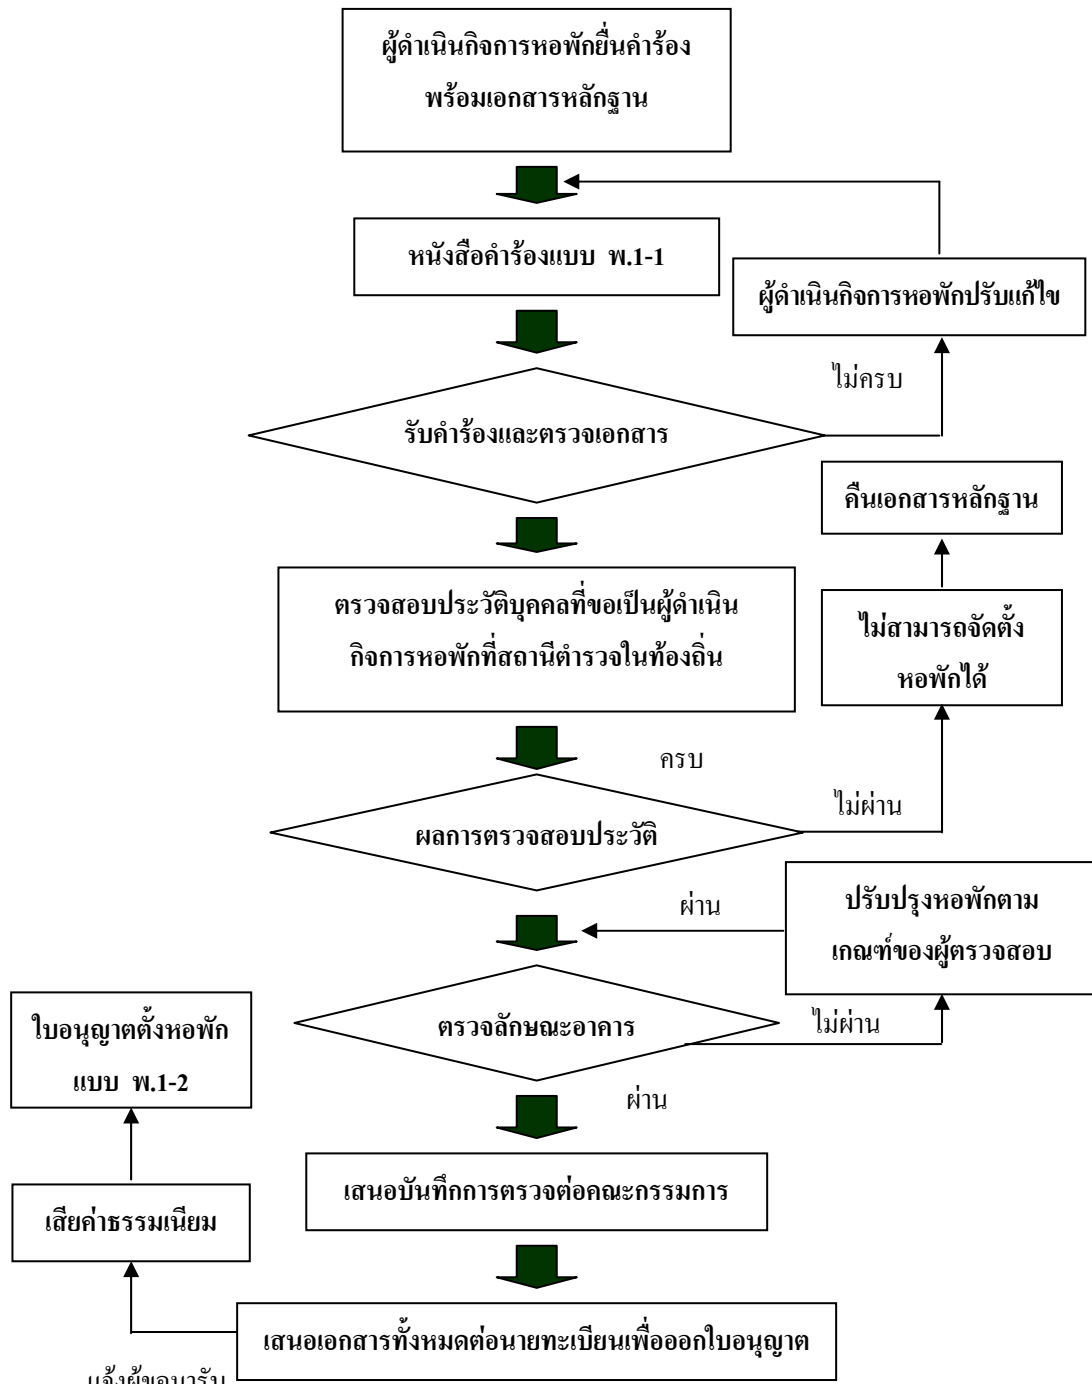 ผู้ดำเนินกิจการหอพักยื่นคำร้อง
พร้อมเอกสารหลักฐาน
หนังสือคำร้องแบบ พ.1-1
ผู้ดำเนินกิจการหอพักปรับแก้ไข
ไม่ครบ
รับคำร้องและตรวจเอกสาร
คืนเอกสารหลักฐาน
ตรวจสอบประวัติบุคคลที่ขอเป็นผู้ดำเนิน
กิจการหอพักที่สถานีตำรวจในท้องถิ่น
ไม่สามารถจัดตั้ง
หอพักได้
ครบ
ไม่ผ่าน
ผลการตรวจสอบประวัติ
ผ่าน
ปรับปรุงหอพักตาม
เกณฑ์ของผู้ตรวจสอบ
ตรวจลักษณะอาคาร
ไม่ผ่าน
ใบอนุญาตตั้งหอพัก
แบบ พ.1-2
ผ่าน
เสนอบันทึกการตรวจต่อคณะกรรมการ
เสียค่าธรรมเนียม
เสนอเอกสารทั้งหมดต่อนายทะเบียนเพื่อออกใบอนุญาต
แจ้งผู้ขอมารับ